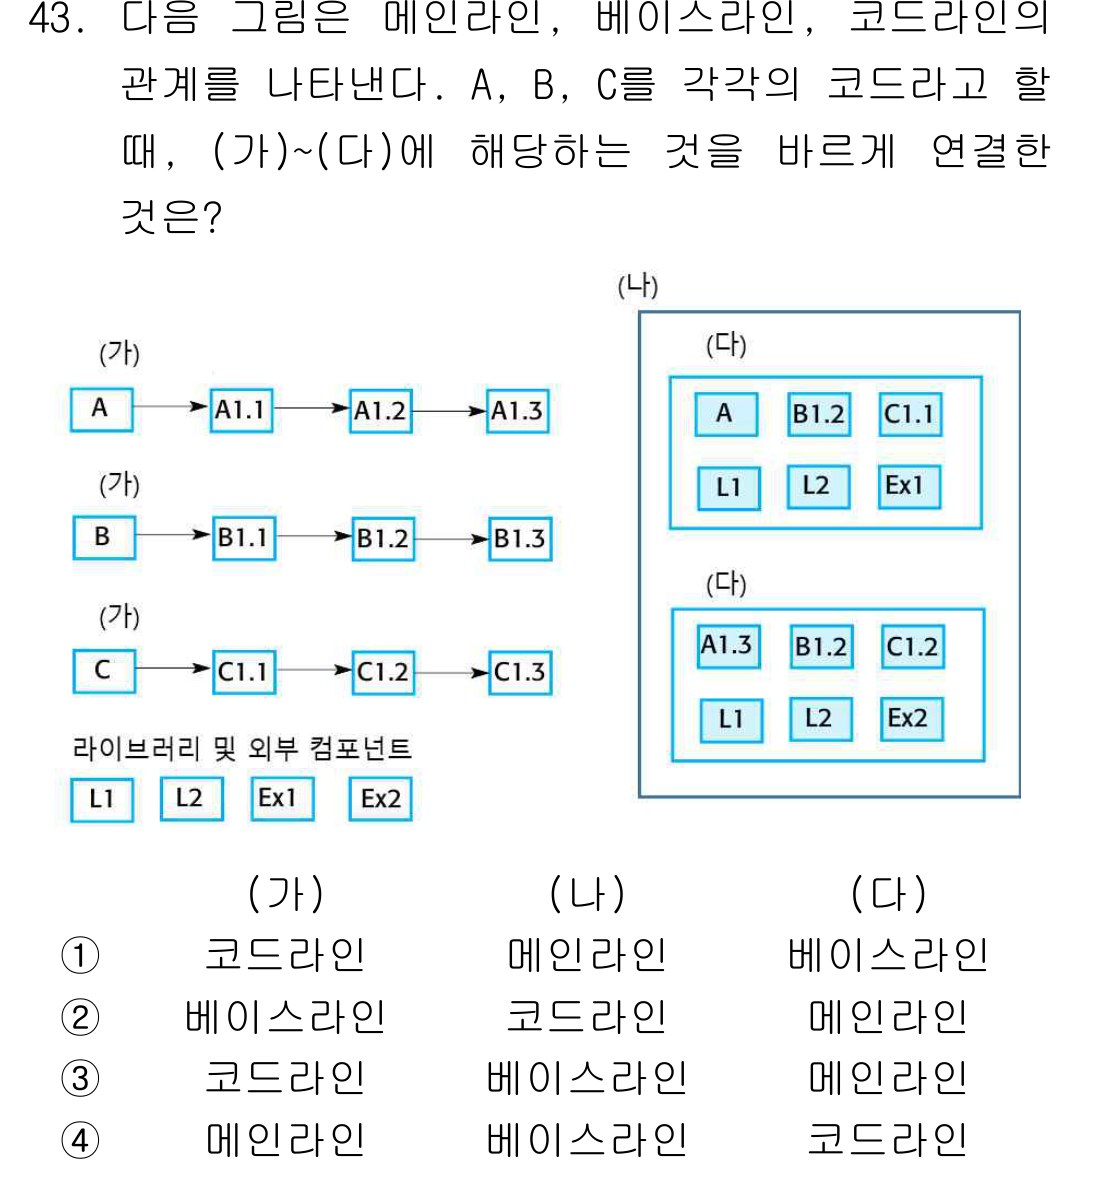 43. 다음 그림은 메인라인, 베이스라인, 코드라인의
관계를 나타낸다. A, B, C를 각각의 코드라고 할
때, (가)~(다)에 해당하는 것을 바르게 연결한
것은?
(가)
A A1.1 A1.2 A1.3
(가)
B B1.1 B1.2 B1.3
(가)
C C1.1 C1.2 C1.3
라이브러리 및 외부 컴포넌트
L1 L2 Ex1 Ex2
(나)
(다)
A B1.2 C1.1
L1 L2 Ex1
(다)
A1.3 B1.2 C1.2
L1 L2 Ex2
(가) (나) (다)
① 코드라인 메인라인 베이스라인
② 베이스라인 코드라인 메인라인
③ 코드라인 베이스라인 메인라인
④ 메인라인 베이스라인 코드라인